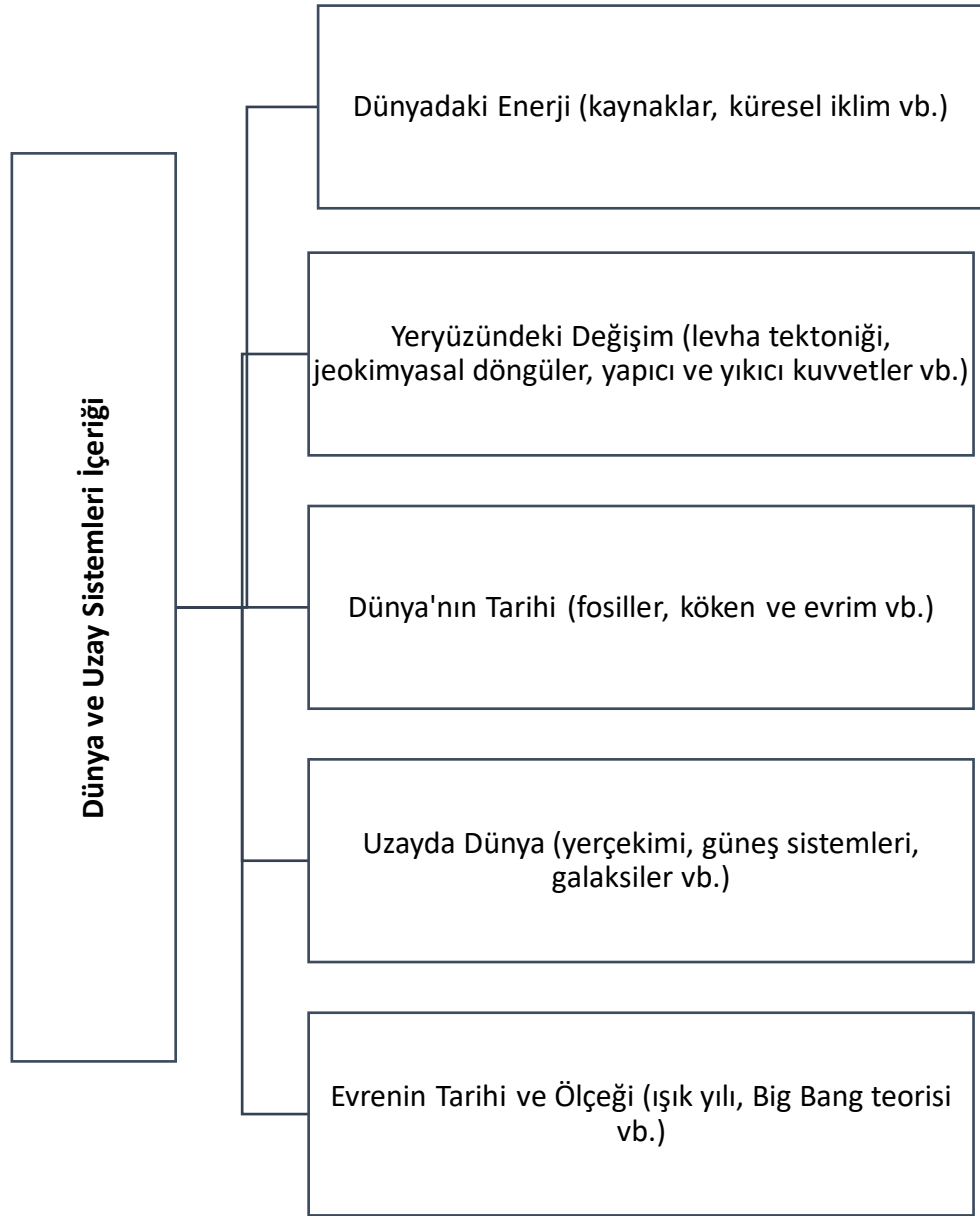 Dünya ve Uzay Sistemleri İçeriği
Dünyadaki Enerji (kaynaklar, küresel iklim vb.)
Yeryüzündeki Değişim (levha tektoniği,
jeokimyasal döngüler, yapıcı ve yıkıcı kuvvetler vb.)
Dünya'nın Tarihi (fosiller, köken ve evrim vb.)
Uzayda Dünya (yerçekimi, güneş sistemleri,
galaksiler vb.)
Evrenin Tarihi ve Ölçeği (ışık yılı, Big Bang teorisi
vb.)